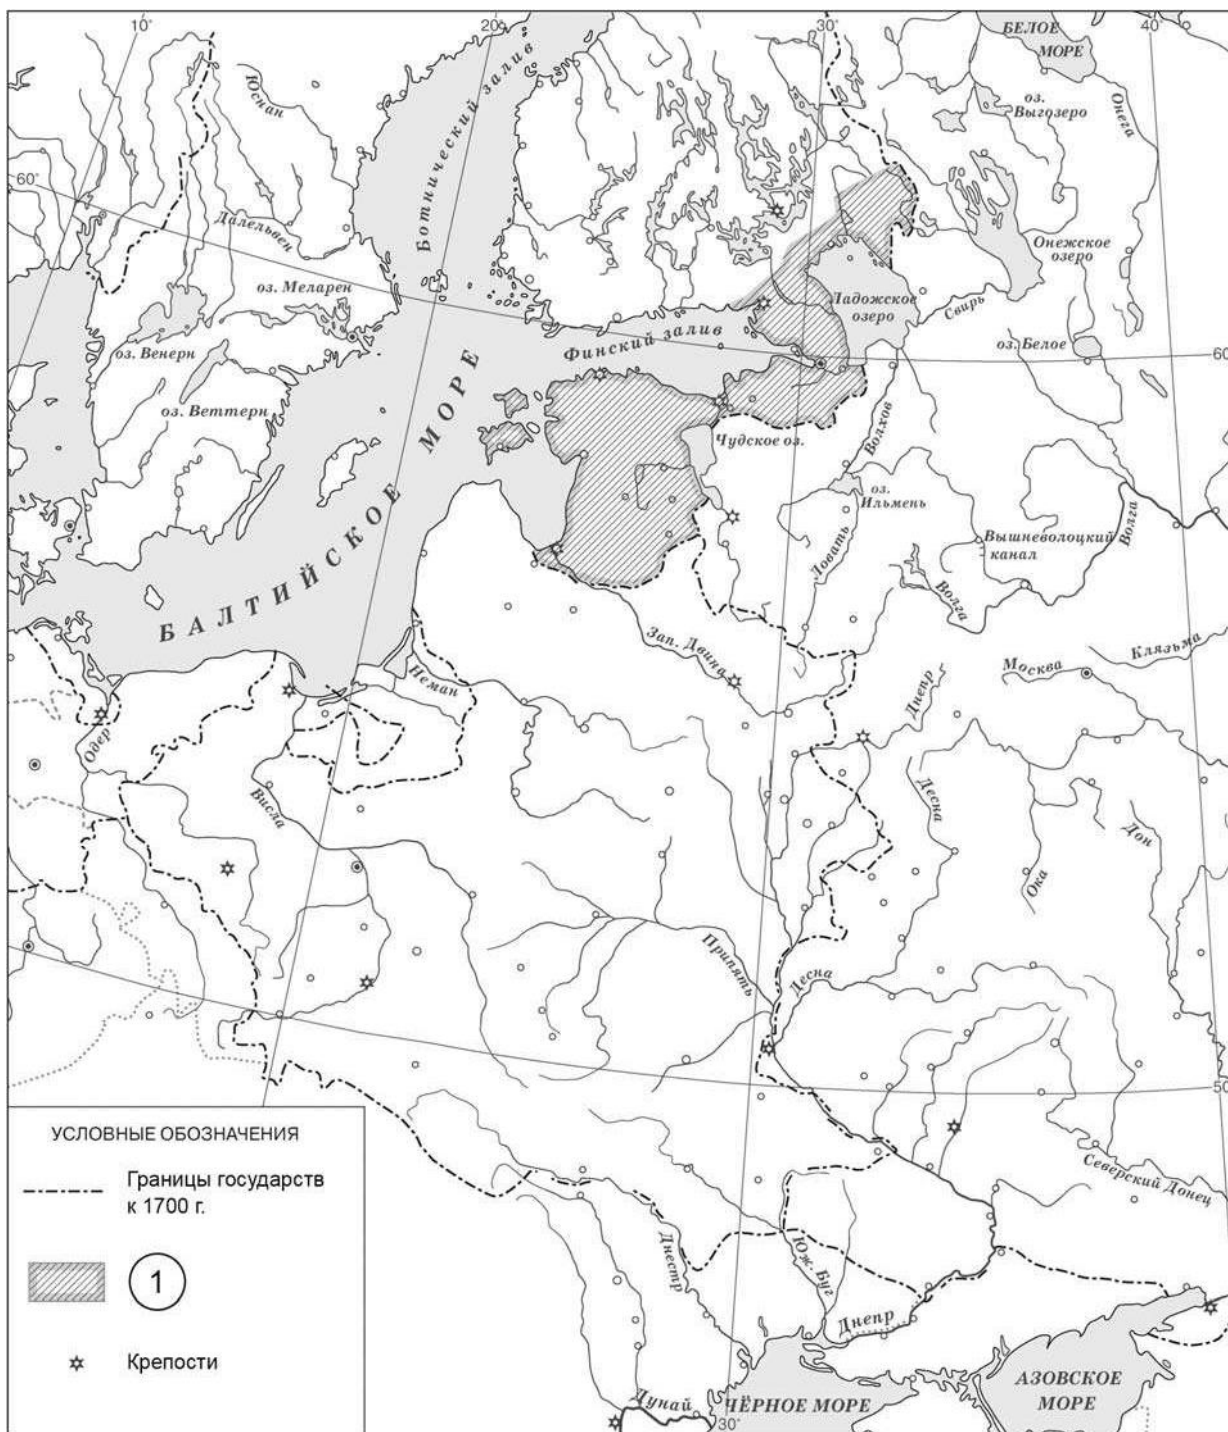 10°
20°
30°
40°
БЕЛОЕ
МОРЕ
Юснан
Ботнический залив
оз.
Выгозеро
Онега
60°
Далельвен
Онежское
озеро
оз. Меларен
Ладожское
озеро
Свирь
оз. Венерн
Финский залив
оз. Белое
60
оз. Веттерн
БАЛТИЙСКОЕ МОРЕ
Чудское оз.
Волхов
оз.
Ильмень
Вышневолоцкий
канал
Волга
Ловать
Волга
Зап. Двина
Клязьма
Москва
Неман
Днепр
Одер
Висла
Десна
Дон
Ока
Припять
Десна
50
УСЛОВНЫЕ ОБОЗНАЧЕНИЯ
Границы государств
к 1700 г.
1
Крепости
Северский Донец
Днестр
Юж. Буг
Днепр
АЗОВСКОЕ
МОРЕ
Дунай
ЧЁРНОЕ МОРЕ
30°